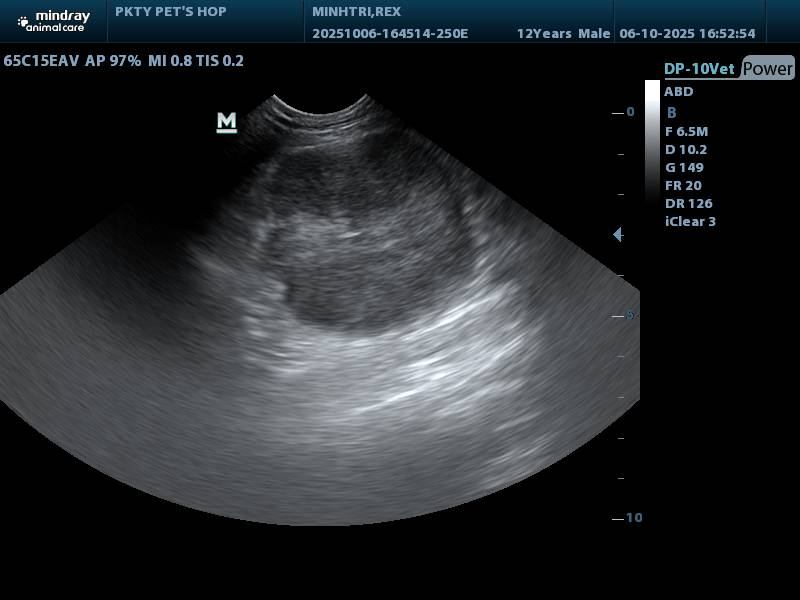 mindray
animal care
PKTY PET'S HOP
MINHTRI,REX
20251006-164514-250E
12Years Male
06-10-2025 16:52:54
65C15EAV AP 97% MI 0.8 TIS 0.2
DP-10Vet
Power
M
ABD
B
F 6.5M
D 10.2
G 149
FR 20
DR 126
iClear 3
0
5
10